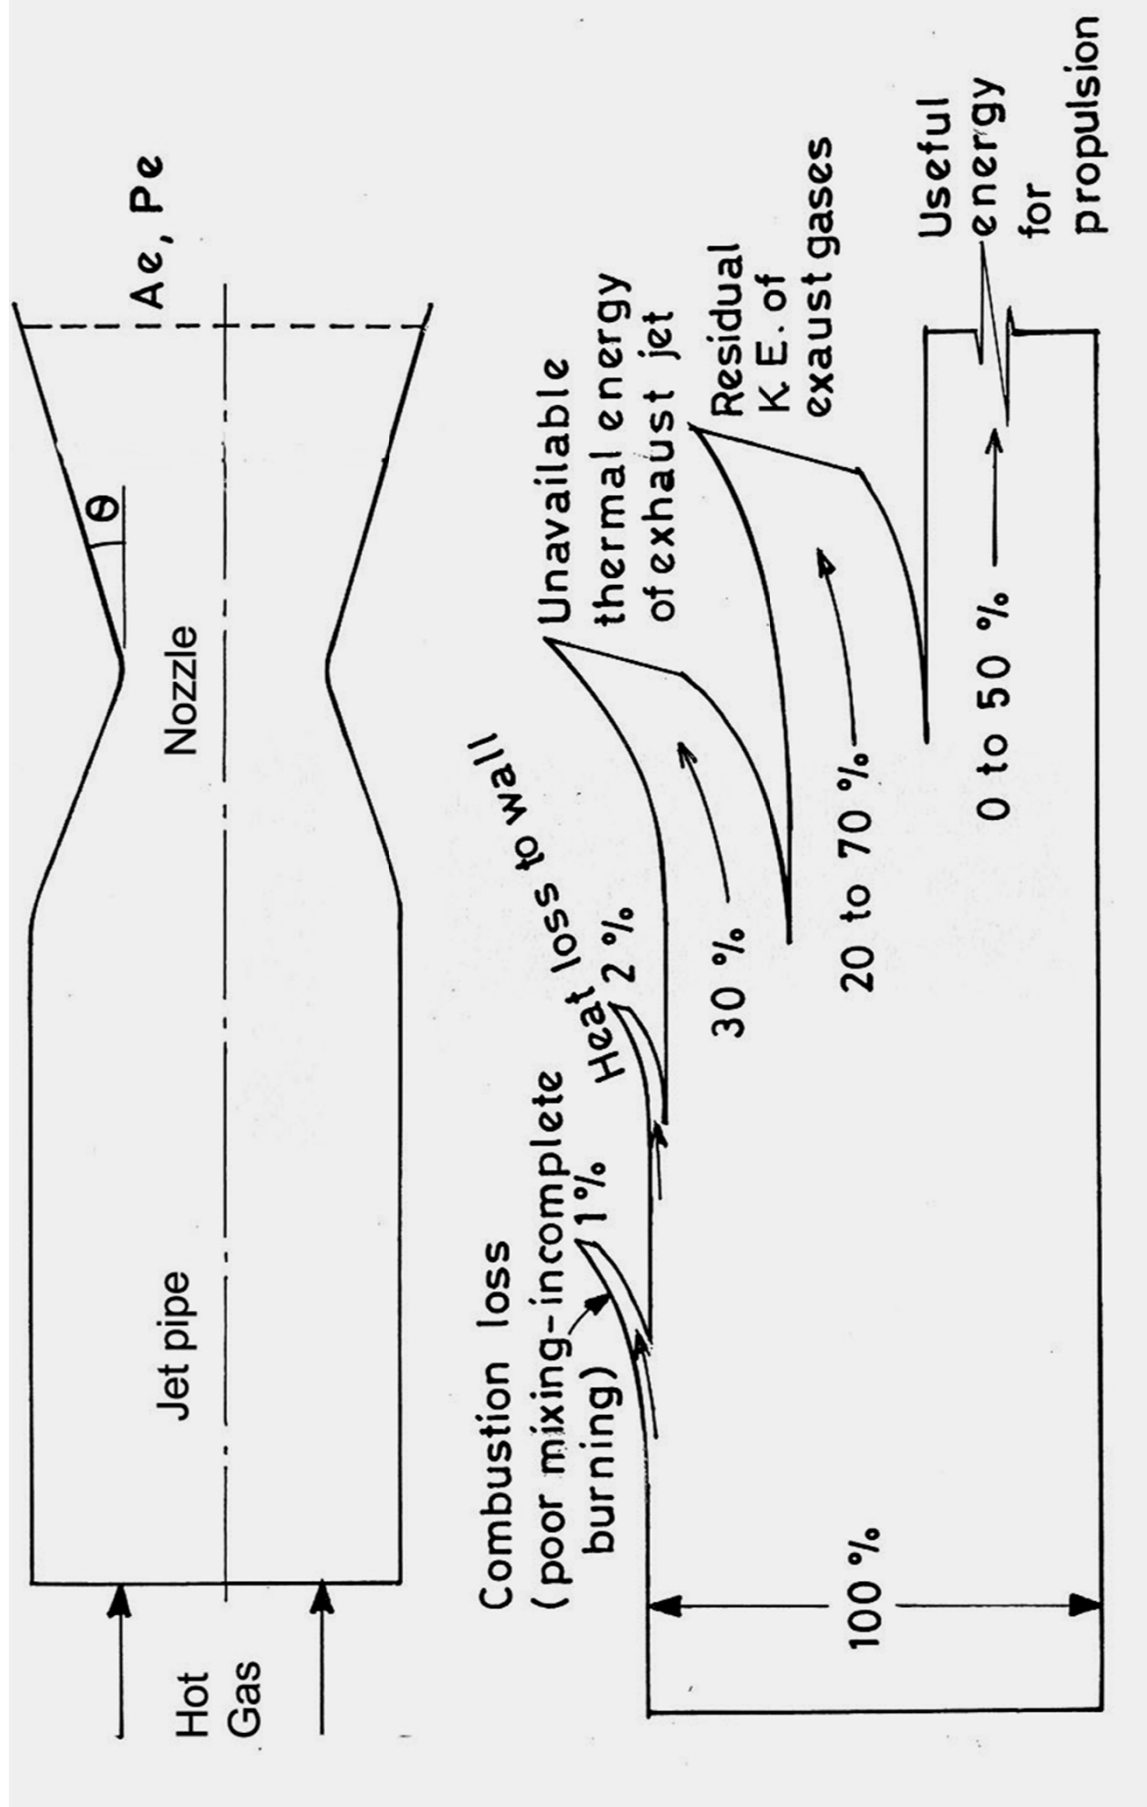 Hot
Gas
Jet pipe
Nozzle
θ
Ae, Pe
Combustion loss
(poor mixing-incomplete
burning)
1%
Heat loss to wall
2 %
Unavailable
thermal energy
of exhaust jet
30 %
Residual
K.E. of
exaust gases
20 to 70 %
Useful
energy
for
propulsion
0 to 50 %
100 %